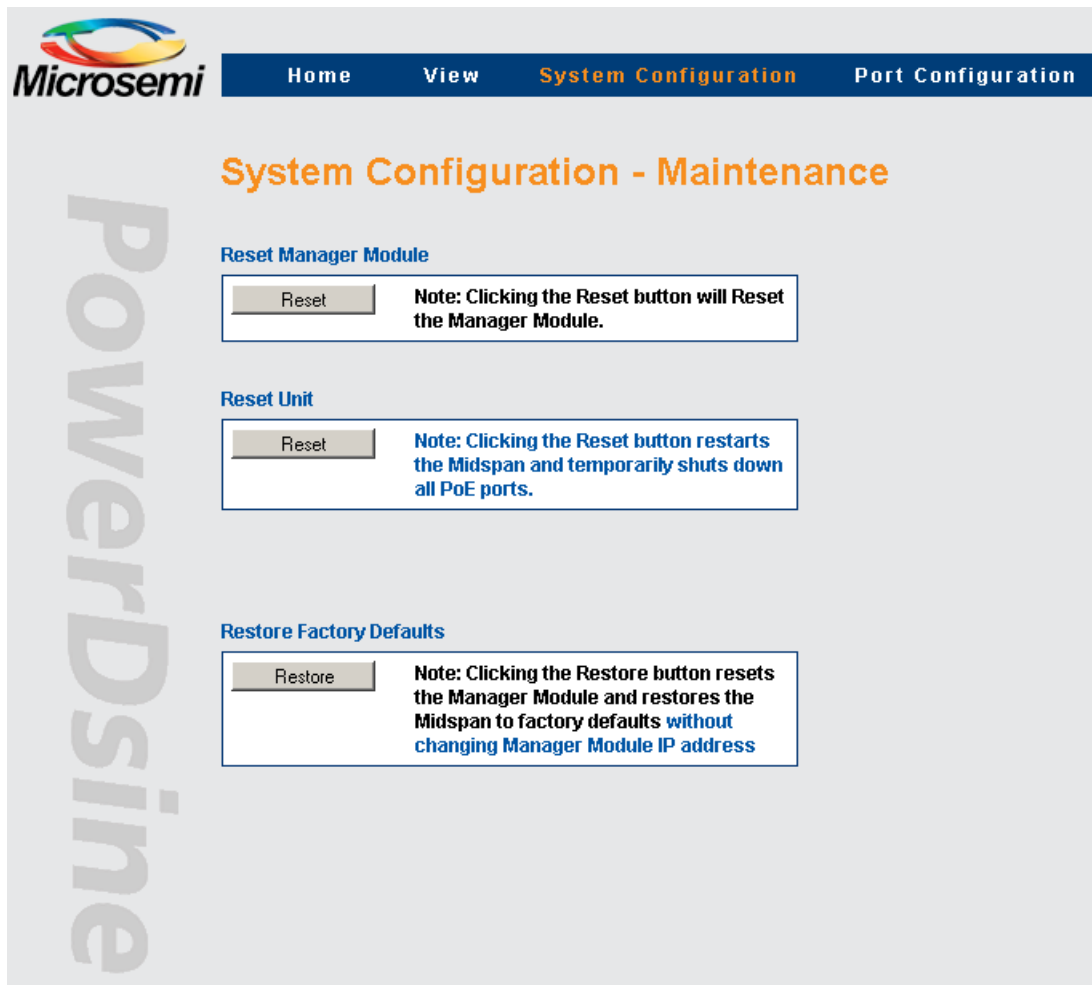 Microsemi
Home View System Configuration Port Configuration
PowerDsine
System Configuration - Maintenance
Reset Manager Module
Reset
Note: Clicking the Reset button will Reset
the Manager Module.
Reset Unit
Reset
Note: Clicking the Reset button restarts
the Midspan and temporarily shuts down
all PoE ports.
Restore Factory Defaults
Restore
Note: Clicking the Restore button resets
the Manager Module and restores the
Midspan to factory defaults without
changing Manager Module IP address